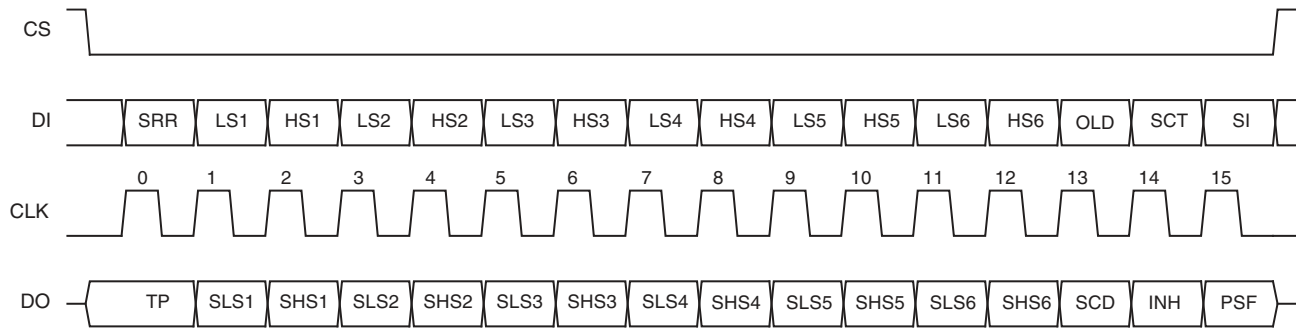 CS
DI SRR LS1 HS1 LS2 HS2 LS3 HS3 LS4 HS4 LS5 HS5 LS6 HS6 OLD SCT SI
0 1 2 3 4 5 6 7 8 9 10 11 12 13 14 15
CLK
DO TP SLS1 SHS1 SLS2 SHS2 SLS3 SHS3 SLS4 SHS4 SLS5 SHS5 SLS6 SHS6 SCD INH PSF